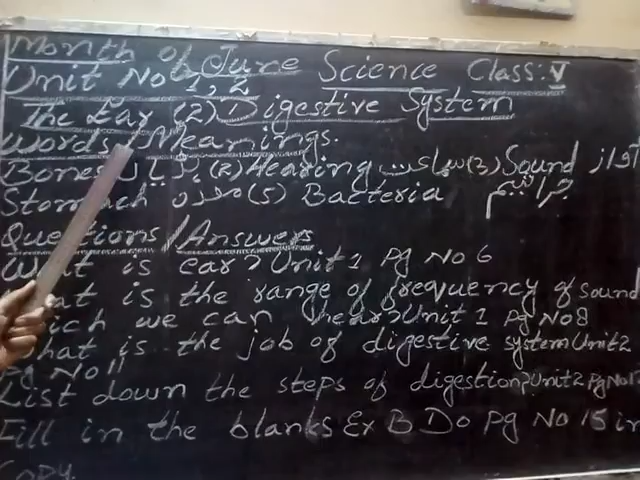 Month of June Science Class: V
Unit No 1, 2
The Ear (2) Digestive System
Words/Meanings.
Bones ہڈیاں (2) Hearing سماعت (3) Sound آواز
Stomach معدہ (5) Bacteria جراثیم
Questions/Answers
What is ear? Unit 1 Pg No 6
hat is the range of frequency of sound
ich we can hear? Unit 1 Pg No 8
hat is the job of digestive system Unit 2
Pg No 11
List down the steps of digestion? Unit 2 Pg No
Fill in the blanks Ex B Do Pg No 15 in
Copy.